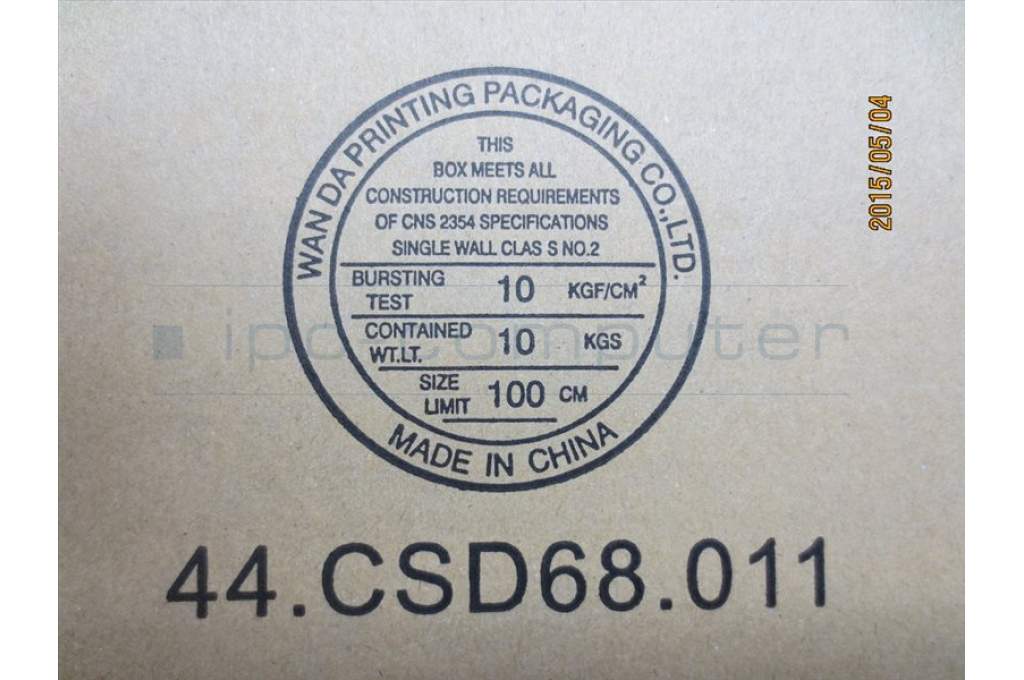 WAN DA PRINTING PACKAGING CO.,LTD.
THIS
BOX MEETS ALL
CONSTRUCTION REQUIREMENTS
OF CNS 2354 SPECIFICATIONS
SINGLE WALL CLAS S NO.2
BURSTING TEST 10 KGF/CM²
CONTAINED WT.LT. 10 KGS
SIZE LIMIT 100 CM
MADE IN CHINA
44.CSD68.011
2015/05/04
ipc-computer